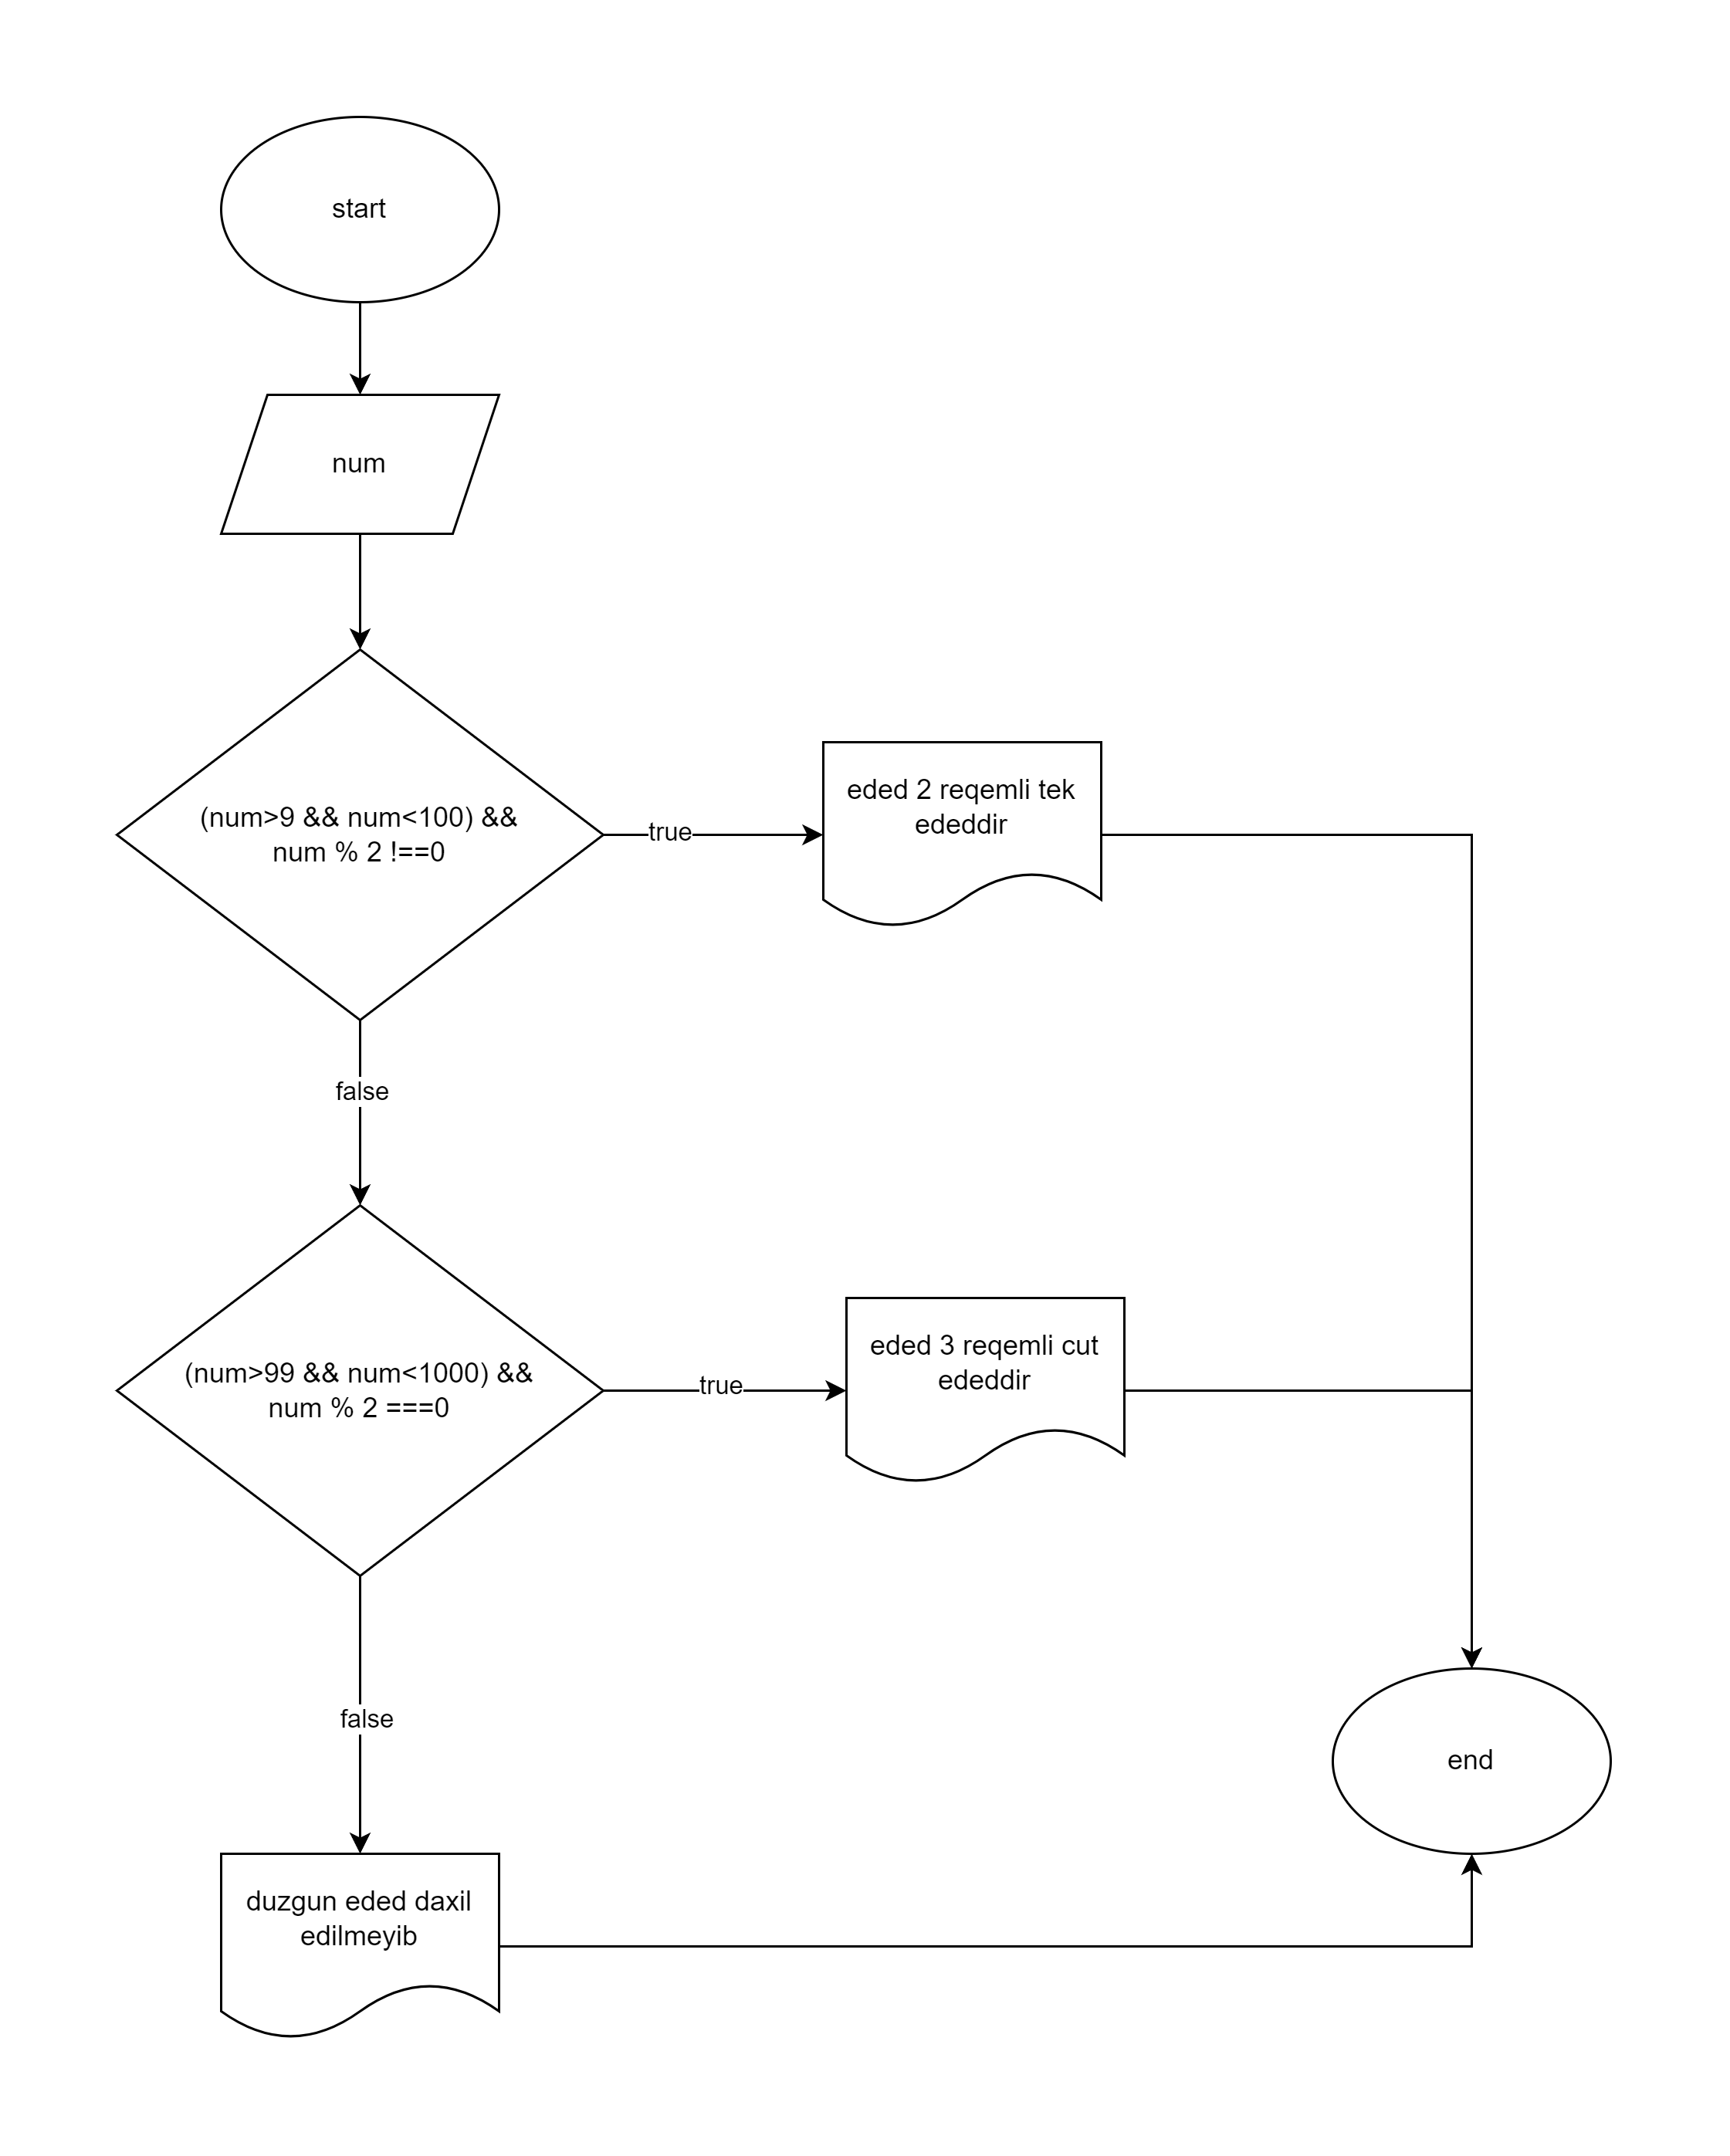 start
num
(num>9 && num<100) &&
num % 2 !==0
true
eded 2 reqemli tek
ededdir
false
(num>99 && num<1000) &&
num % 2 ===0
true
eded 3 reqemli cut
ededdir
false
end
duzgun eded daxil
edilmeyib